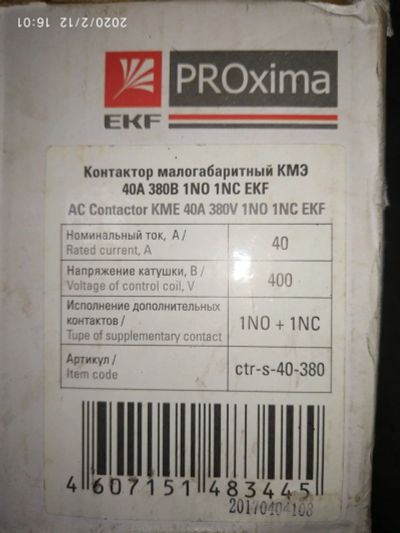 2020/2/12 16:01
EKF
PROxima
Контактор малогабаритный КМЭ
40А 380В 1NO 1NC EKF
AC Contactor KME 40A 380V 1NO 1NC EKF
Номинальный ток, А /
Rated current, A
40
Напряжение катушки, В /
Voltage of control coil, V
400
Исполнение дополнительных
контактов /
Tupe of supplementary contact
1NO + 1NC
Артикул /
Item code
ctr-s-40-380
4 607151 483445
20170404108